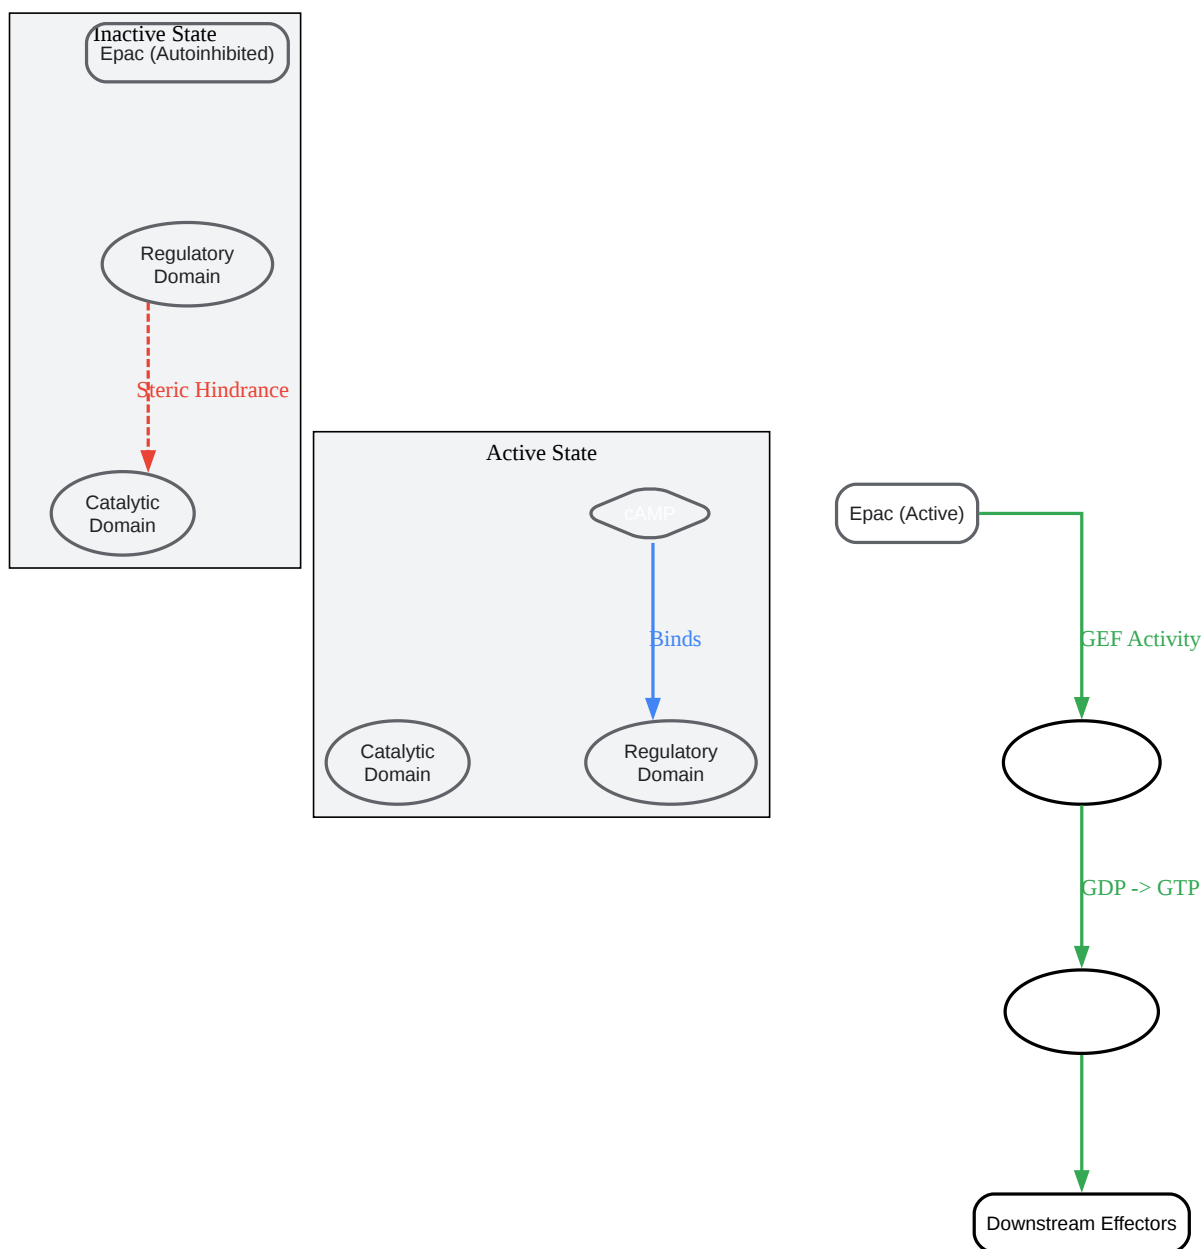 Inactive State
Epac (Autoinhibited)
Regulatory
Domain
Steric Hindrance
Catalytic
Domain
Active State
cAMP
Epac (Active)
Binds
GEF Activity
Catalytic
Domain
Regulatory
Domain
GDP -> GTP
Downstream Effectors